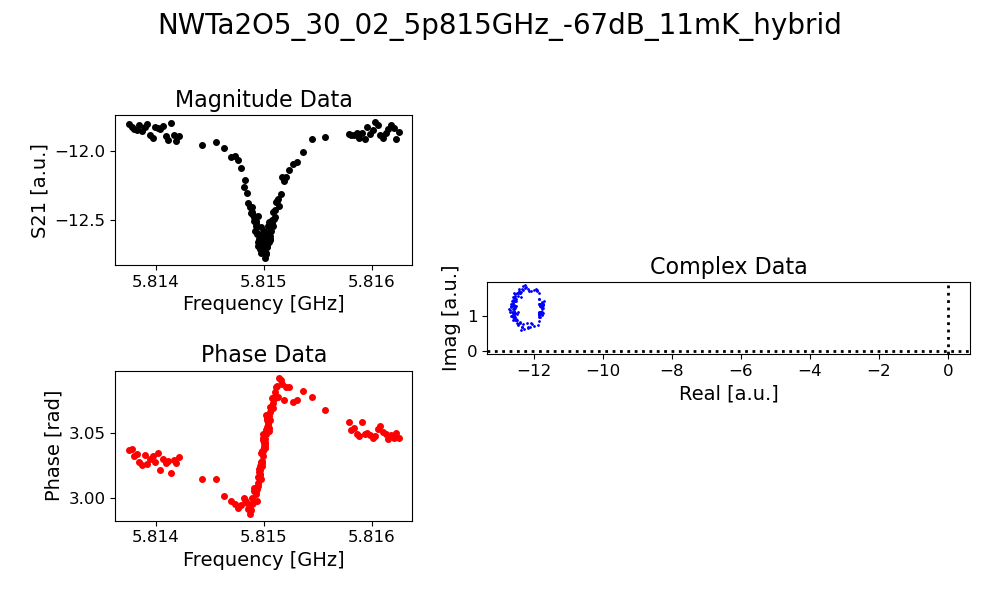 NWTa2O5_30_02_5p815GHz_-67dB_11mK_hybrid
Magnitude Data
S21 [a.u.]
−12.0
−12.5
5.814 5.815 5.816
Frequency [GHz]
Phase Data
Phase [rad]
3.05
3.00
5.814 5.815 5.816
Frequency [GHz]
Complex Data
Imag [a.u.]
1
0
−12 −10 −8 −6 −4 −2 0
Real [a.u.]